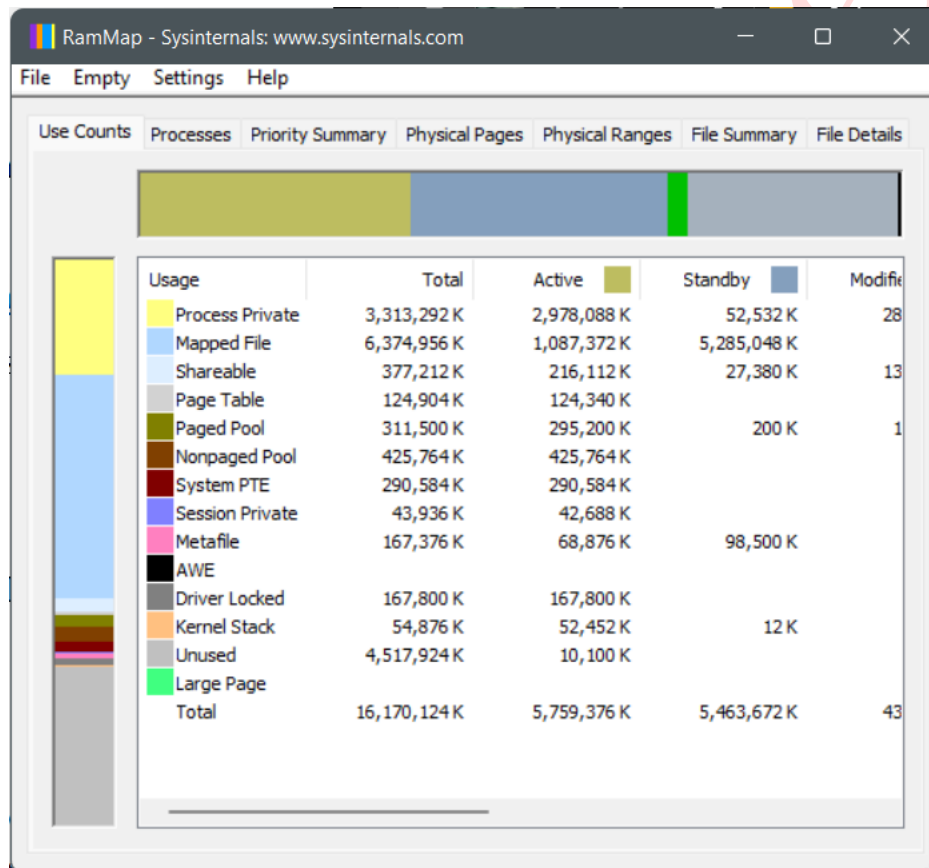 RamMap - Sysinternals: www.sysinternals.com
File Empty Settings Help
Use Counts Processes Priority Summary Physical Pages Physical Ranges File Summary File Details
Usage Total Active Standby Modifie
Process Private 3,313,292 K 2,978,088 K 52,532 K 28
Mapped File 6,374,956 K 1,087,372 K 5,285,048 K
Shareable 377,212 K 216,112 K 27,380 K 13
Page Table 124,904 K 124,340 K
Paged Pool 311,500 K 295,200 K 200 K 1
Nonpaged Pool 425,764 K 425,764 K
System PTE 290,584 K 290,584 K
Session Private 43,936 K 42,688 K
Metafile 167,376 K 68,876 K 98,500 K
AWE
Driver Locked 167,800 K 167,800 K
Kernel Stack 54,876 K 52,452 K 12 K
Unused 4,517,924 K 10,100 K
Large Page
Total 16,170,124 K 5,759,376 K 5,463,672 K 43